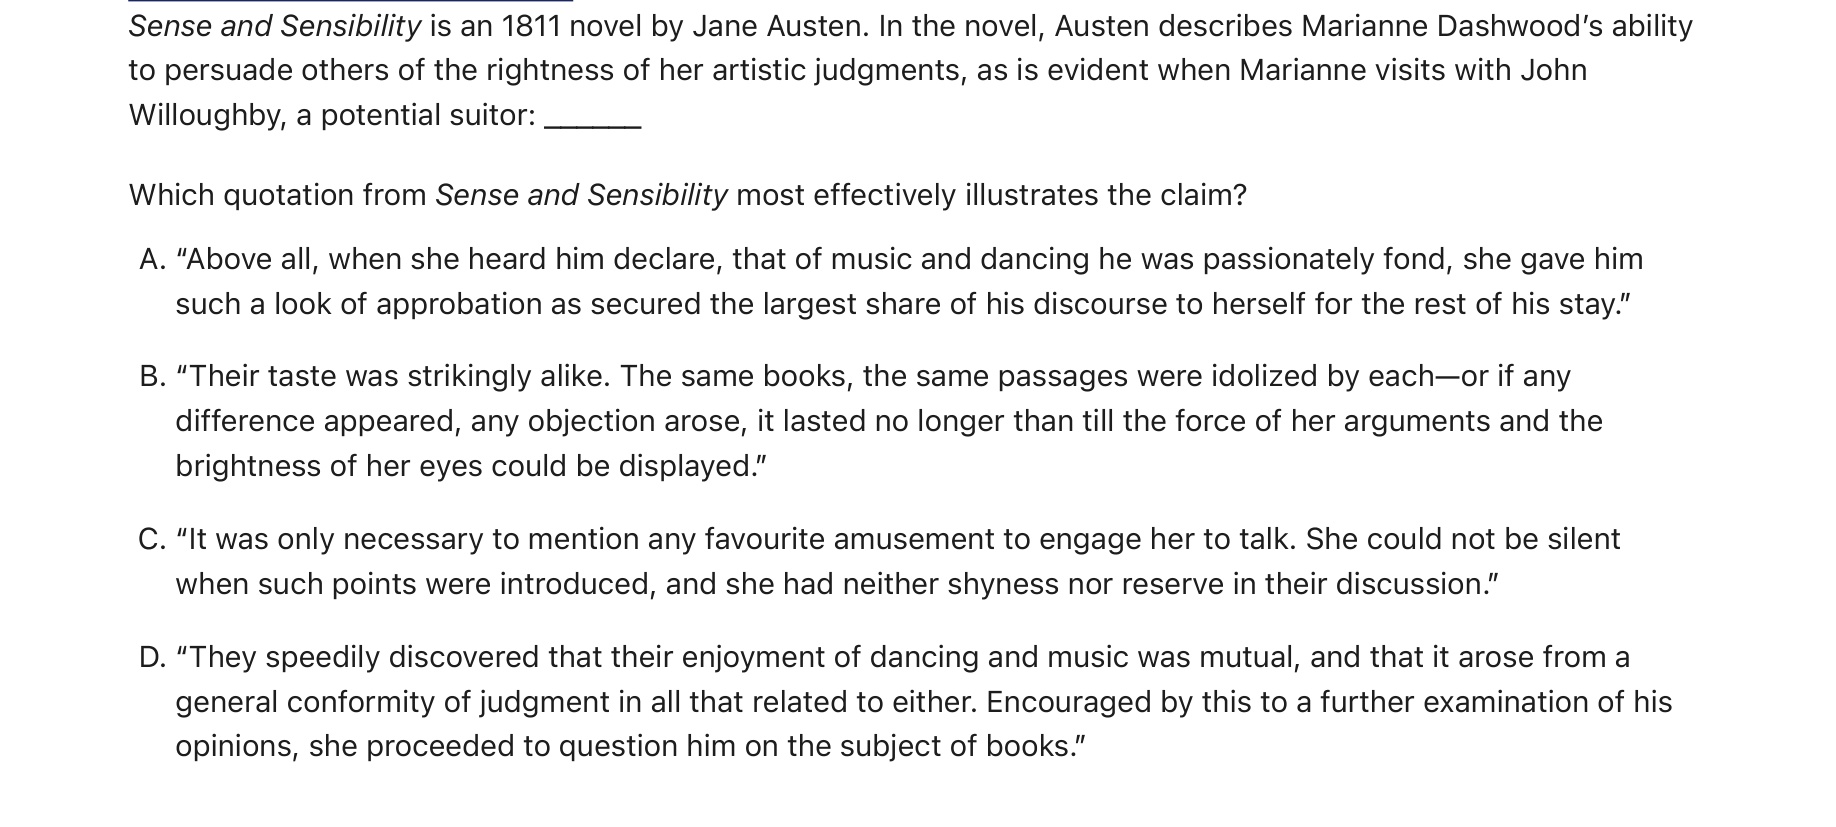 Sense and Sensibility is an 1811 novel by Jane Austen. In the novel, Austen describes Marianne Dashwood’s ability
to persuade others of the rightness of her artistic judgments, as is evident when Marianne visits with John
Willoughby, a potential suitor: ______
Which quotation from Sense and Sensibility most effectively illustrates the claim?
A. “Above all, when she heard him declare, that of music and dancing he was passionately fond, she gave him
such a look of approbation as secured the largest share of his discourse to herself for the rest of his stay.”
B. “Their taste was strikingly alike. The same books, the same passages were idolized by each—or if any
difference appeared, any objection arose, it lasted no longer than till the force of her arguments and the
brightness of her eyes could be displayed.”
C. “It was only necessary to mention any favourite amusement to engage her to talk. She could not be silent
when such points were introduced, and she had neither shyness nor reserve in their discussion.”
D. “They speedily discovered that their enjoyment of dancing and music was mutual, and that it arose from a
general conformity of judgment in all that related to either. Encouraged by this to a further examination of his
opinions, she proceeded to question him on the subject of books.”